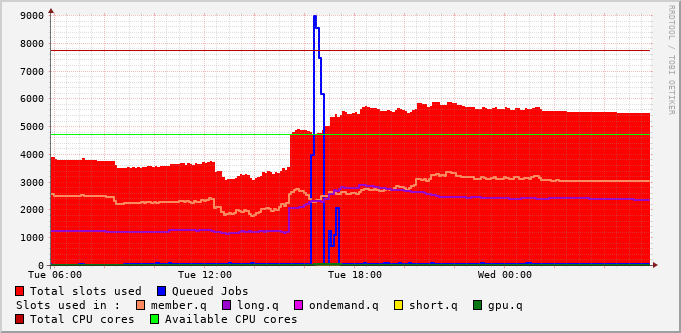 9000
8000
7000
6000
5000
4000
3000
2000
1000
0
Tue 06:00 Tue 12:00 Tue 18:00 Wed 00:00
RRDTOOL / TOBI OETIKER
Total slots used Queued Jobs
Slots used in : member.q long.q ondemand.q short.q gpu.q
Total CPU cores Available CPU cores